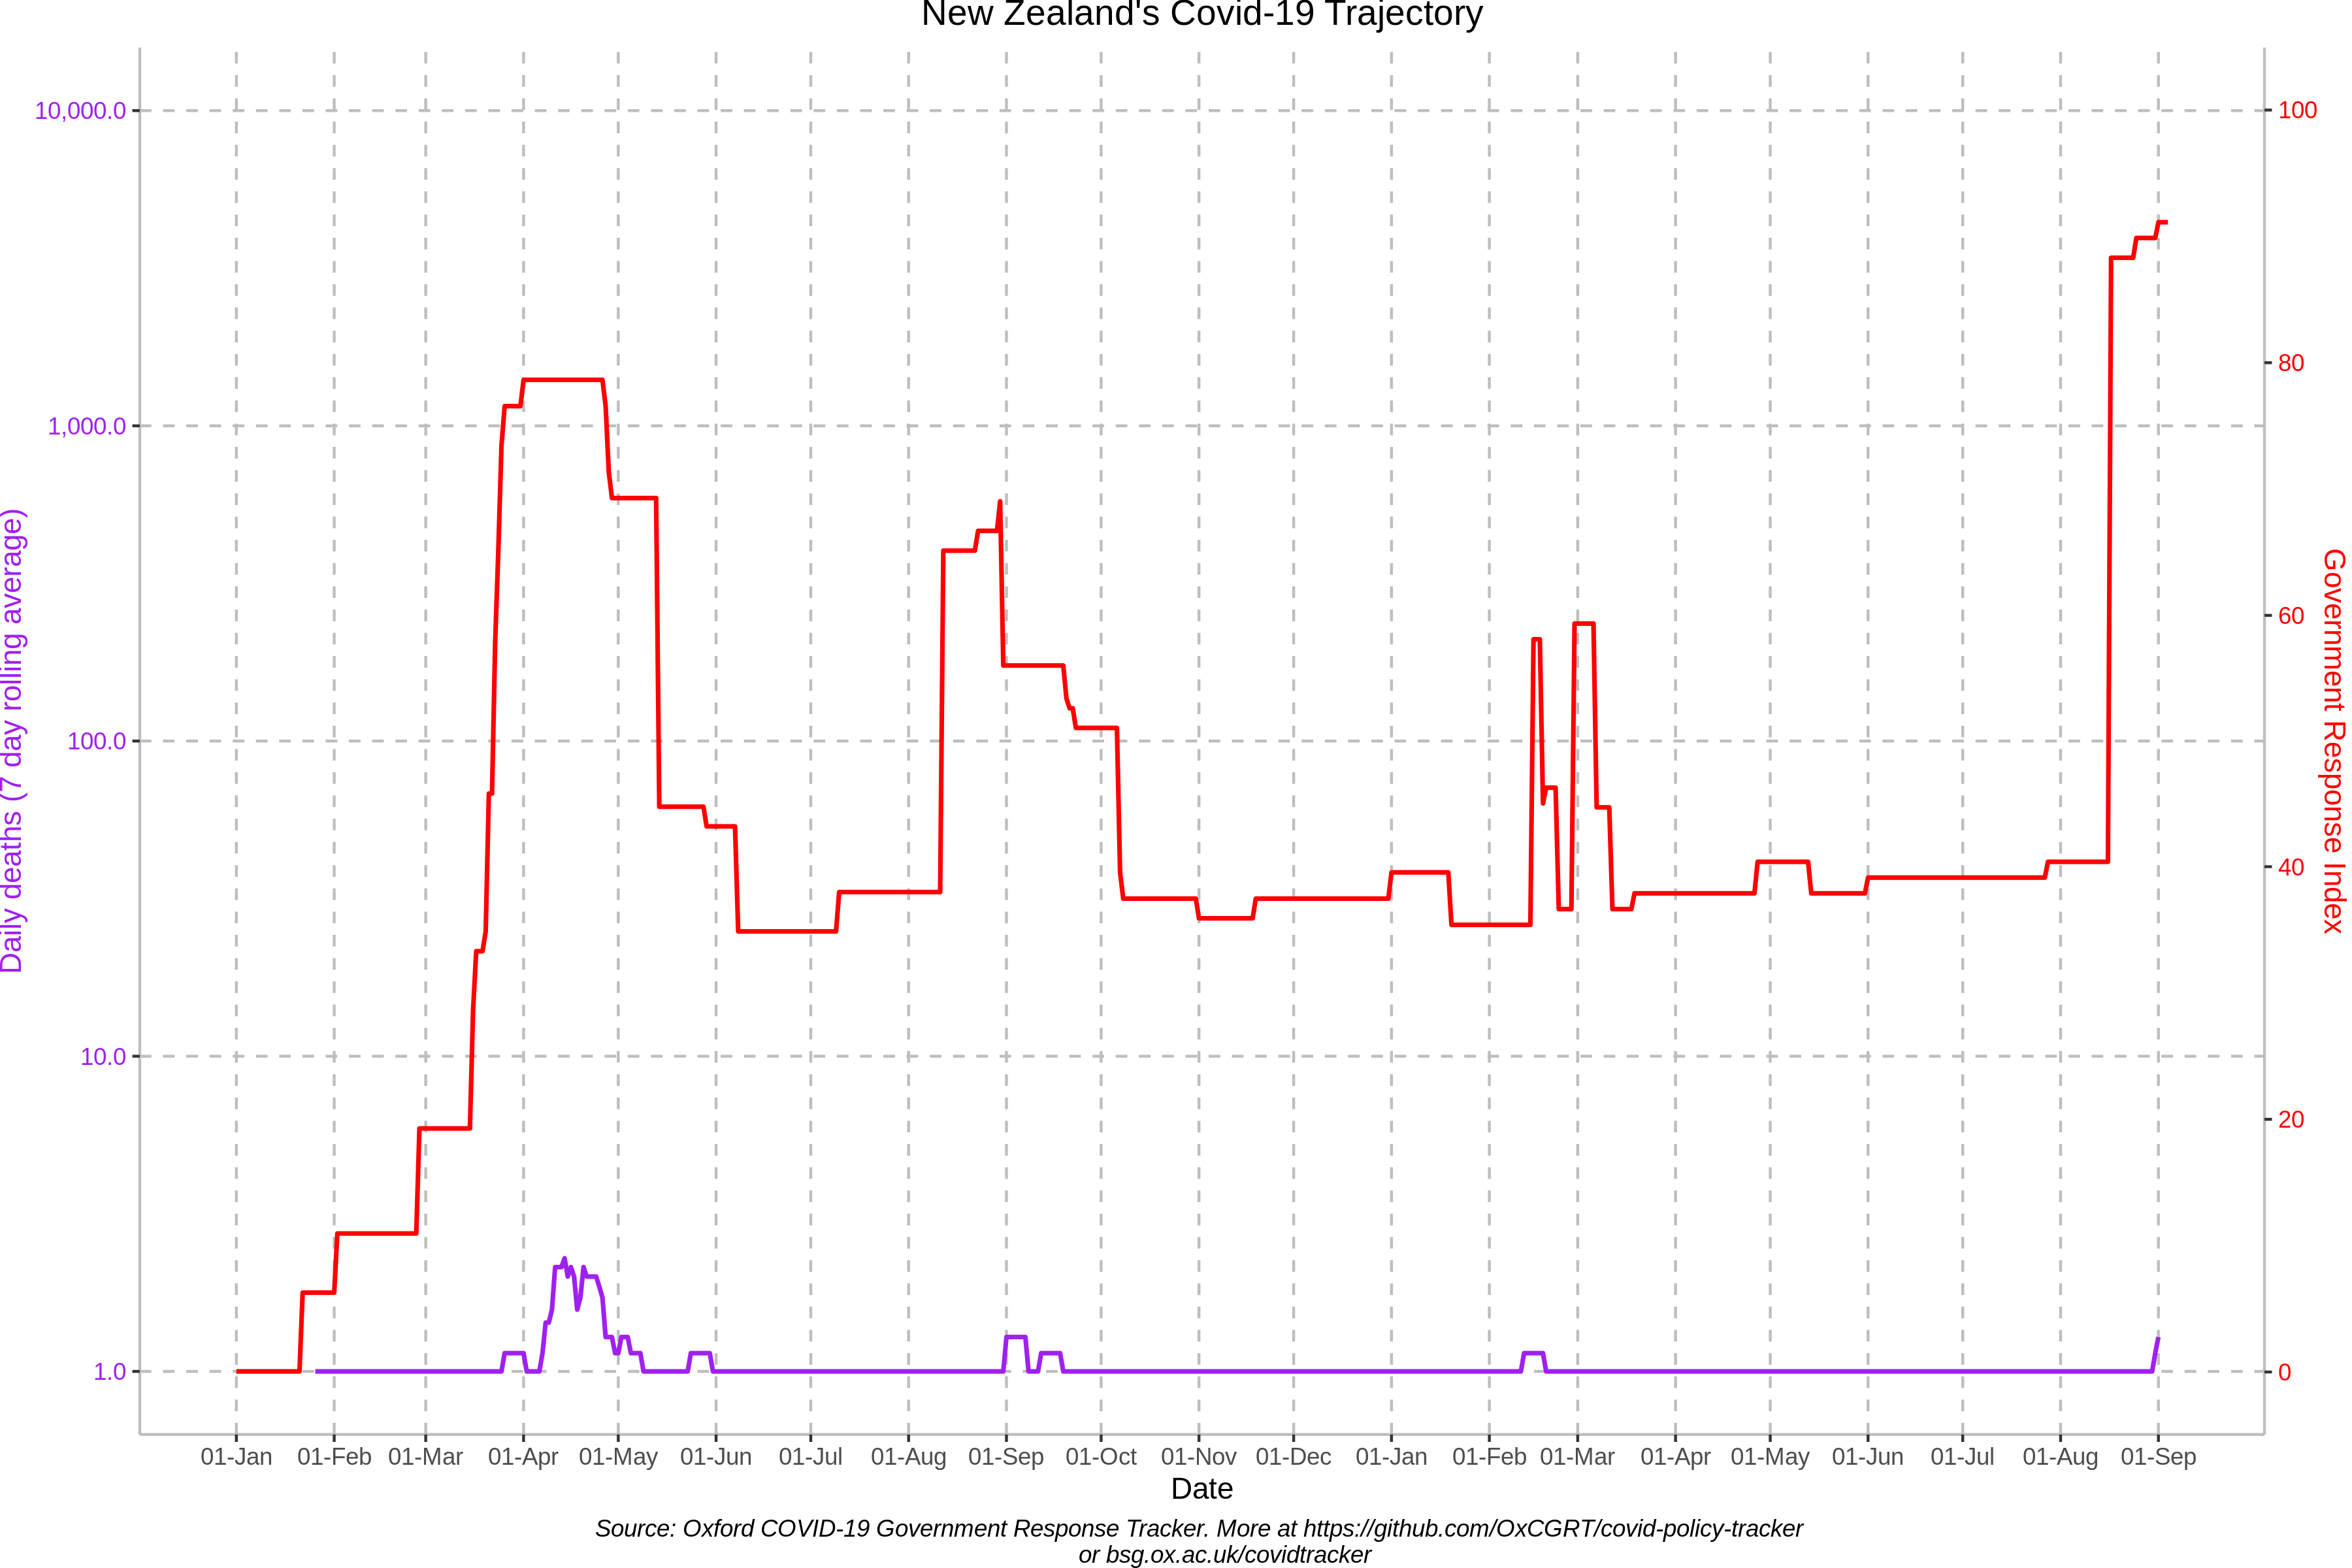 New Zealand's Covid-19 Trajectory
10,000.0
1,000.0
100.0
10.0
1.0
Daily deaths (7 day rolling average)
100
80
60
40
20
0
Government Response Index
01-Jan 01-Feb 01-Mar 01-Apr 01-May 01-Jun 01-Jul 01-Aug 01-Sep 01-Oct 01-Nov 01-Dec 01-Jan 01-Feb 01-Mar 01-Apr 01-May 01-Jun 01-Jul 01-Aug 01-Sep
Date
Source: Oxford COVID-19 Government Response Tracker. More at https://github.com/OxCGRT/covid-policy-tracker
or bsg.ox.ac.uk/covidtracker